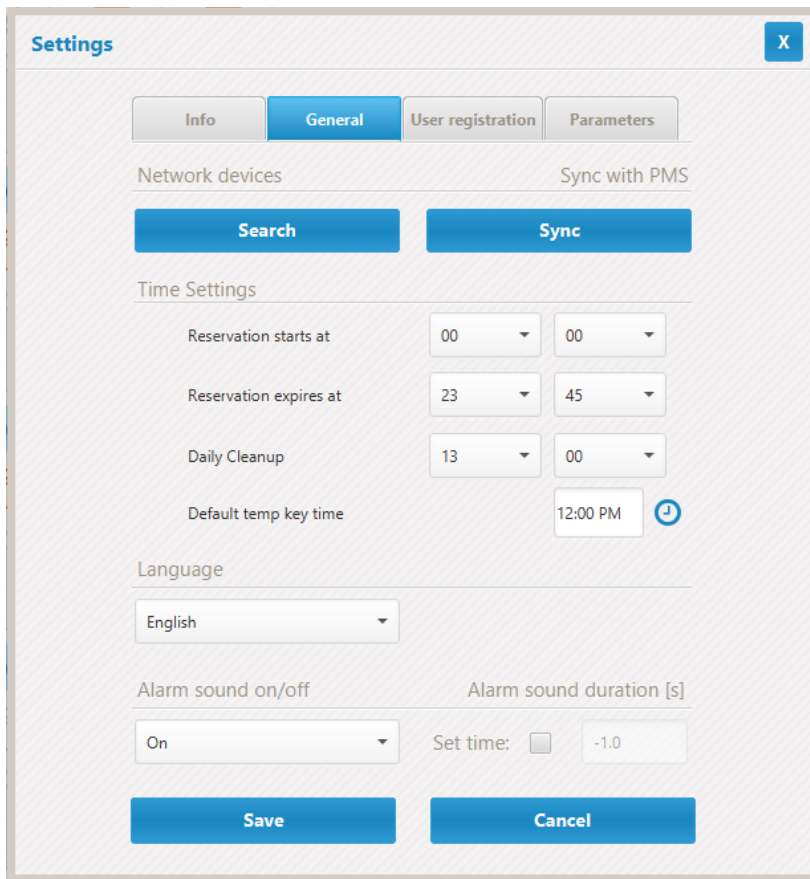 Settings
X
Info General User registration Parameters
Network devices Sync with PMS
Search Sync
Time Settings
Reservation starts at 00 00
Reservation expires at 23 45
Daily Cleanup 13 00
Default temp key time 12:00 PM
Language
English
Alarm sound on/off Alarm sound duration [s]
On Set time: -1.0
Save Cancel